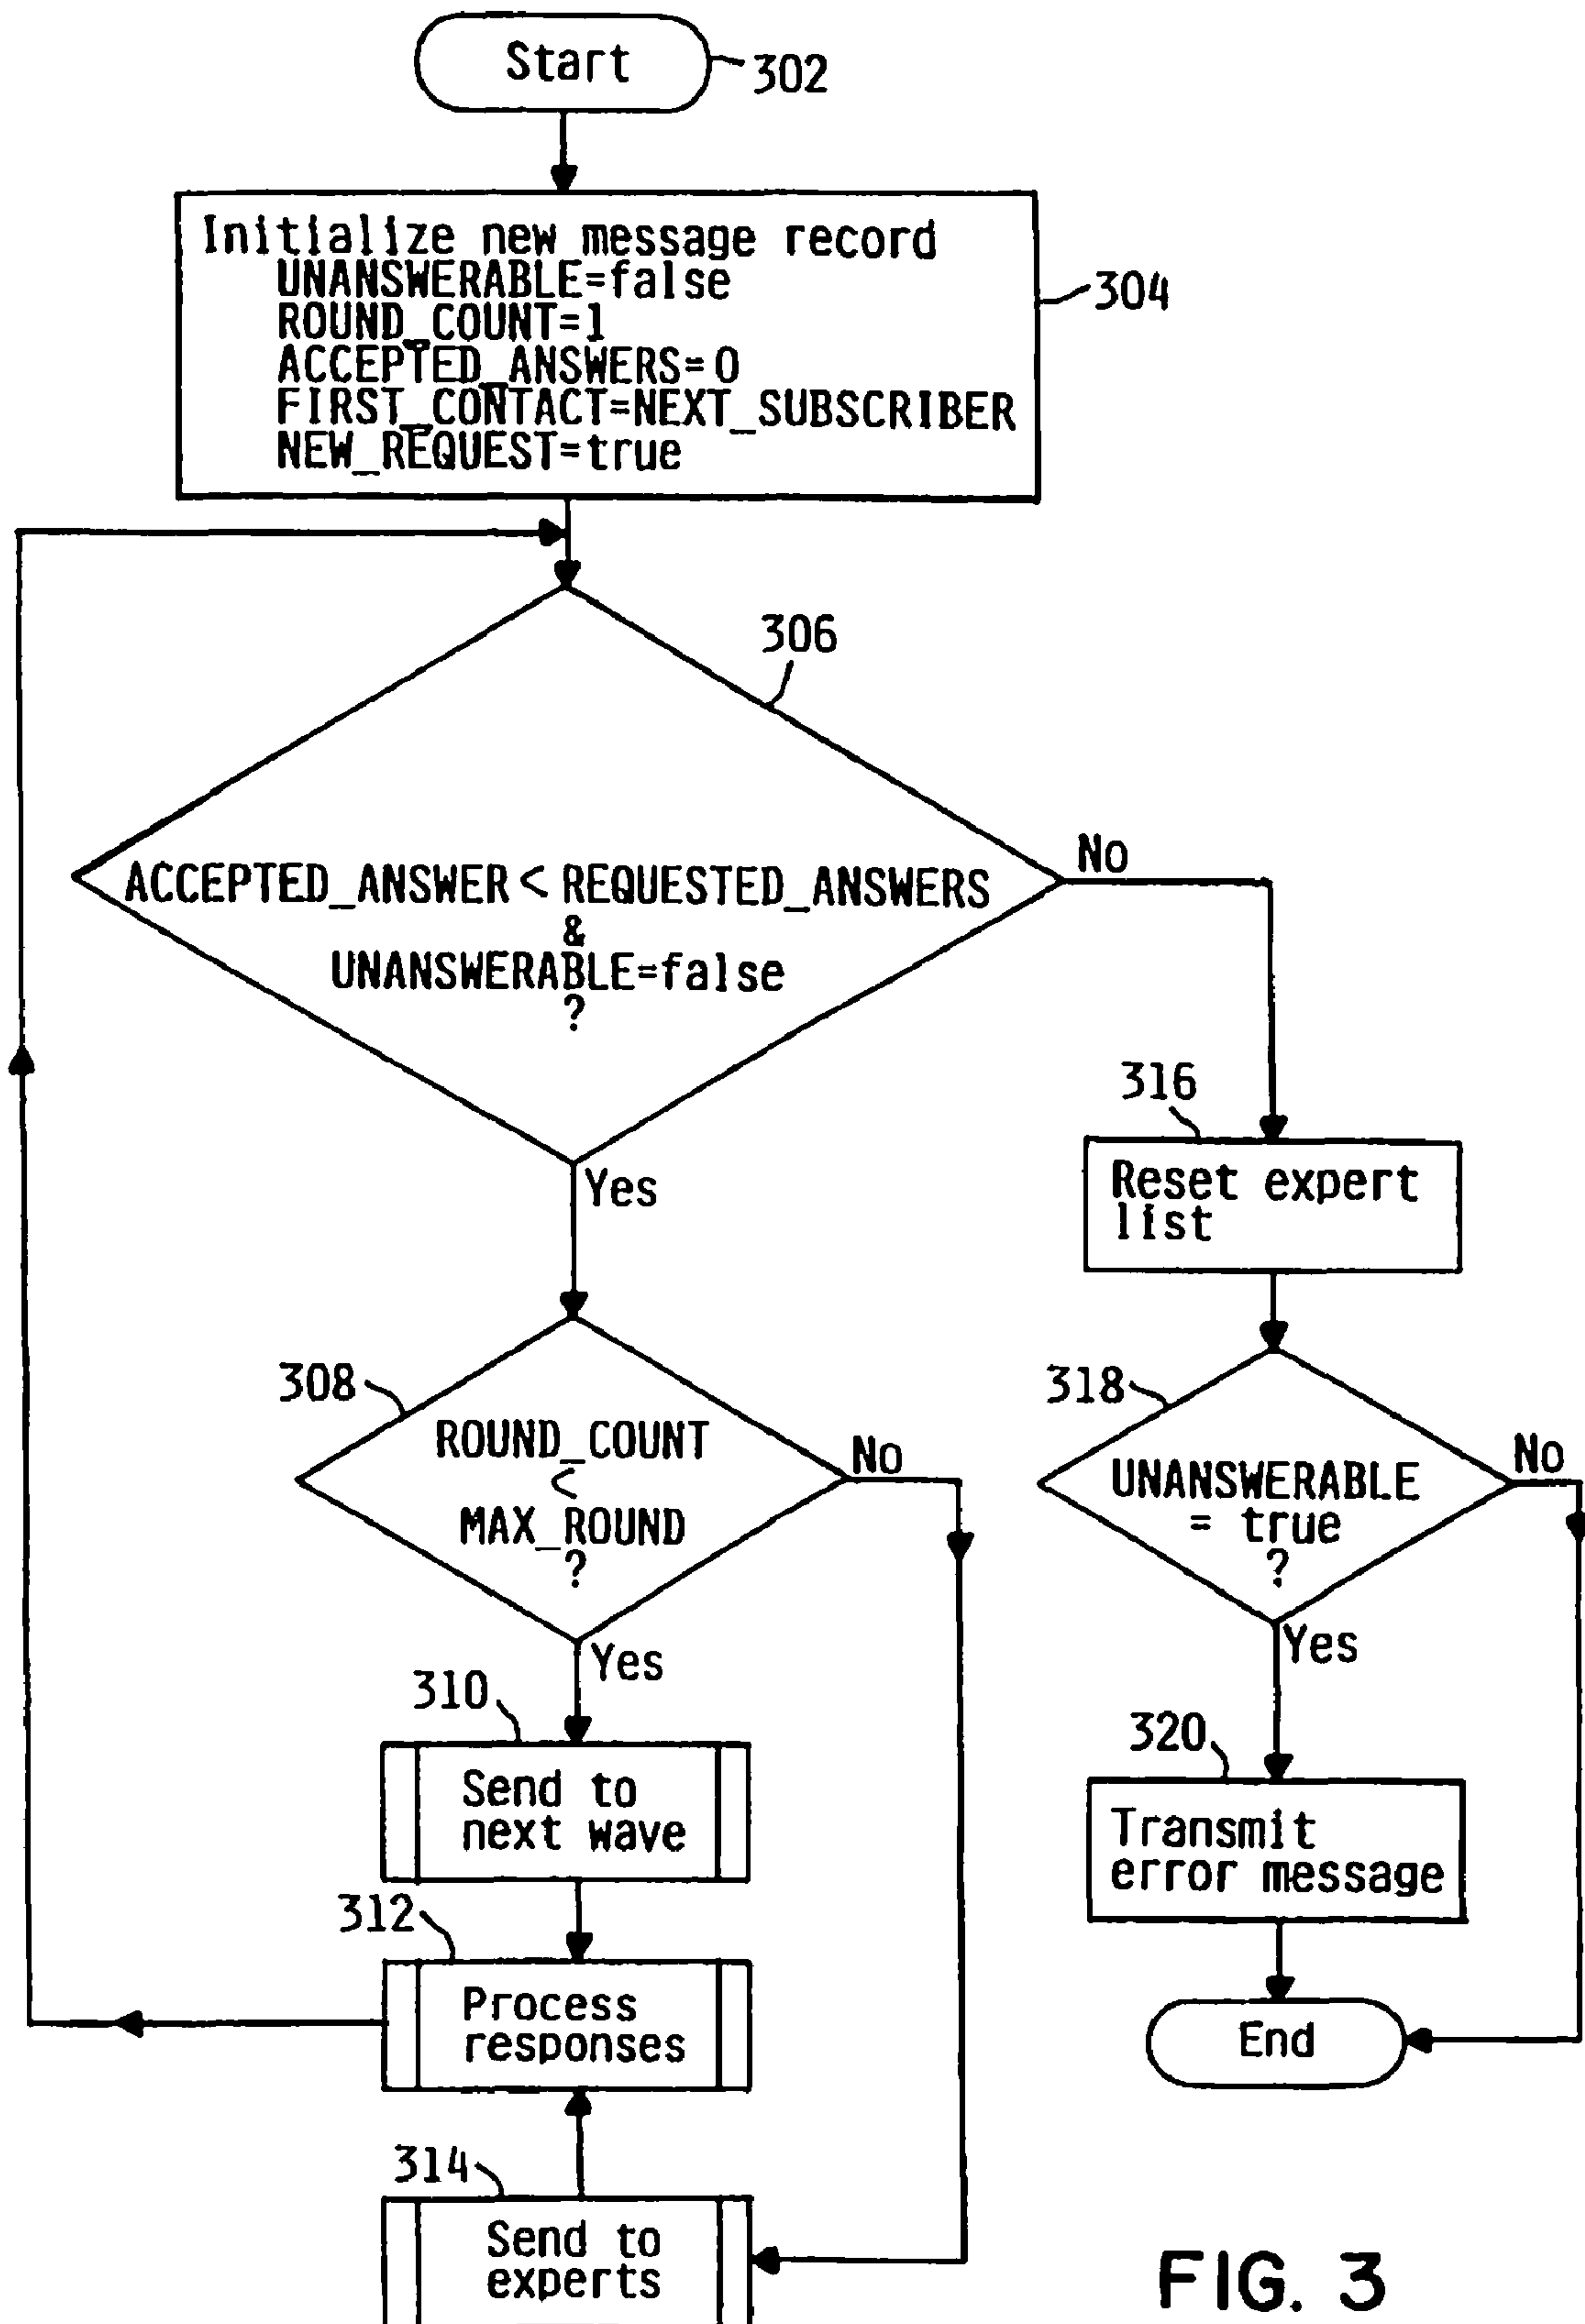 Start
302
Initialize new message record
UNANSWERABLE=false
ROUND_COUNT=1
ACCEPTED_ANSWERS=0
FIRST_CONTACT=NEXT_SUBSCRIBER
NEW_REQUEST=true
304
306
ACCEPTED_ANSWER < REQUESTED_ANSWERS
&
UNANSWERABLE=false
?
No
Yes
316
Reset expert
list
308
ROUND_COUNT
<
MAX_ROUND
?
No
Yes
318
UNANSWERABLE
= true
?
No
Yes
310
Send to
next wave
320
Transmit
error message
312
Process
responses
End
314
Send to
experts
FIG. 3